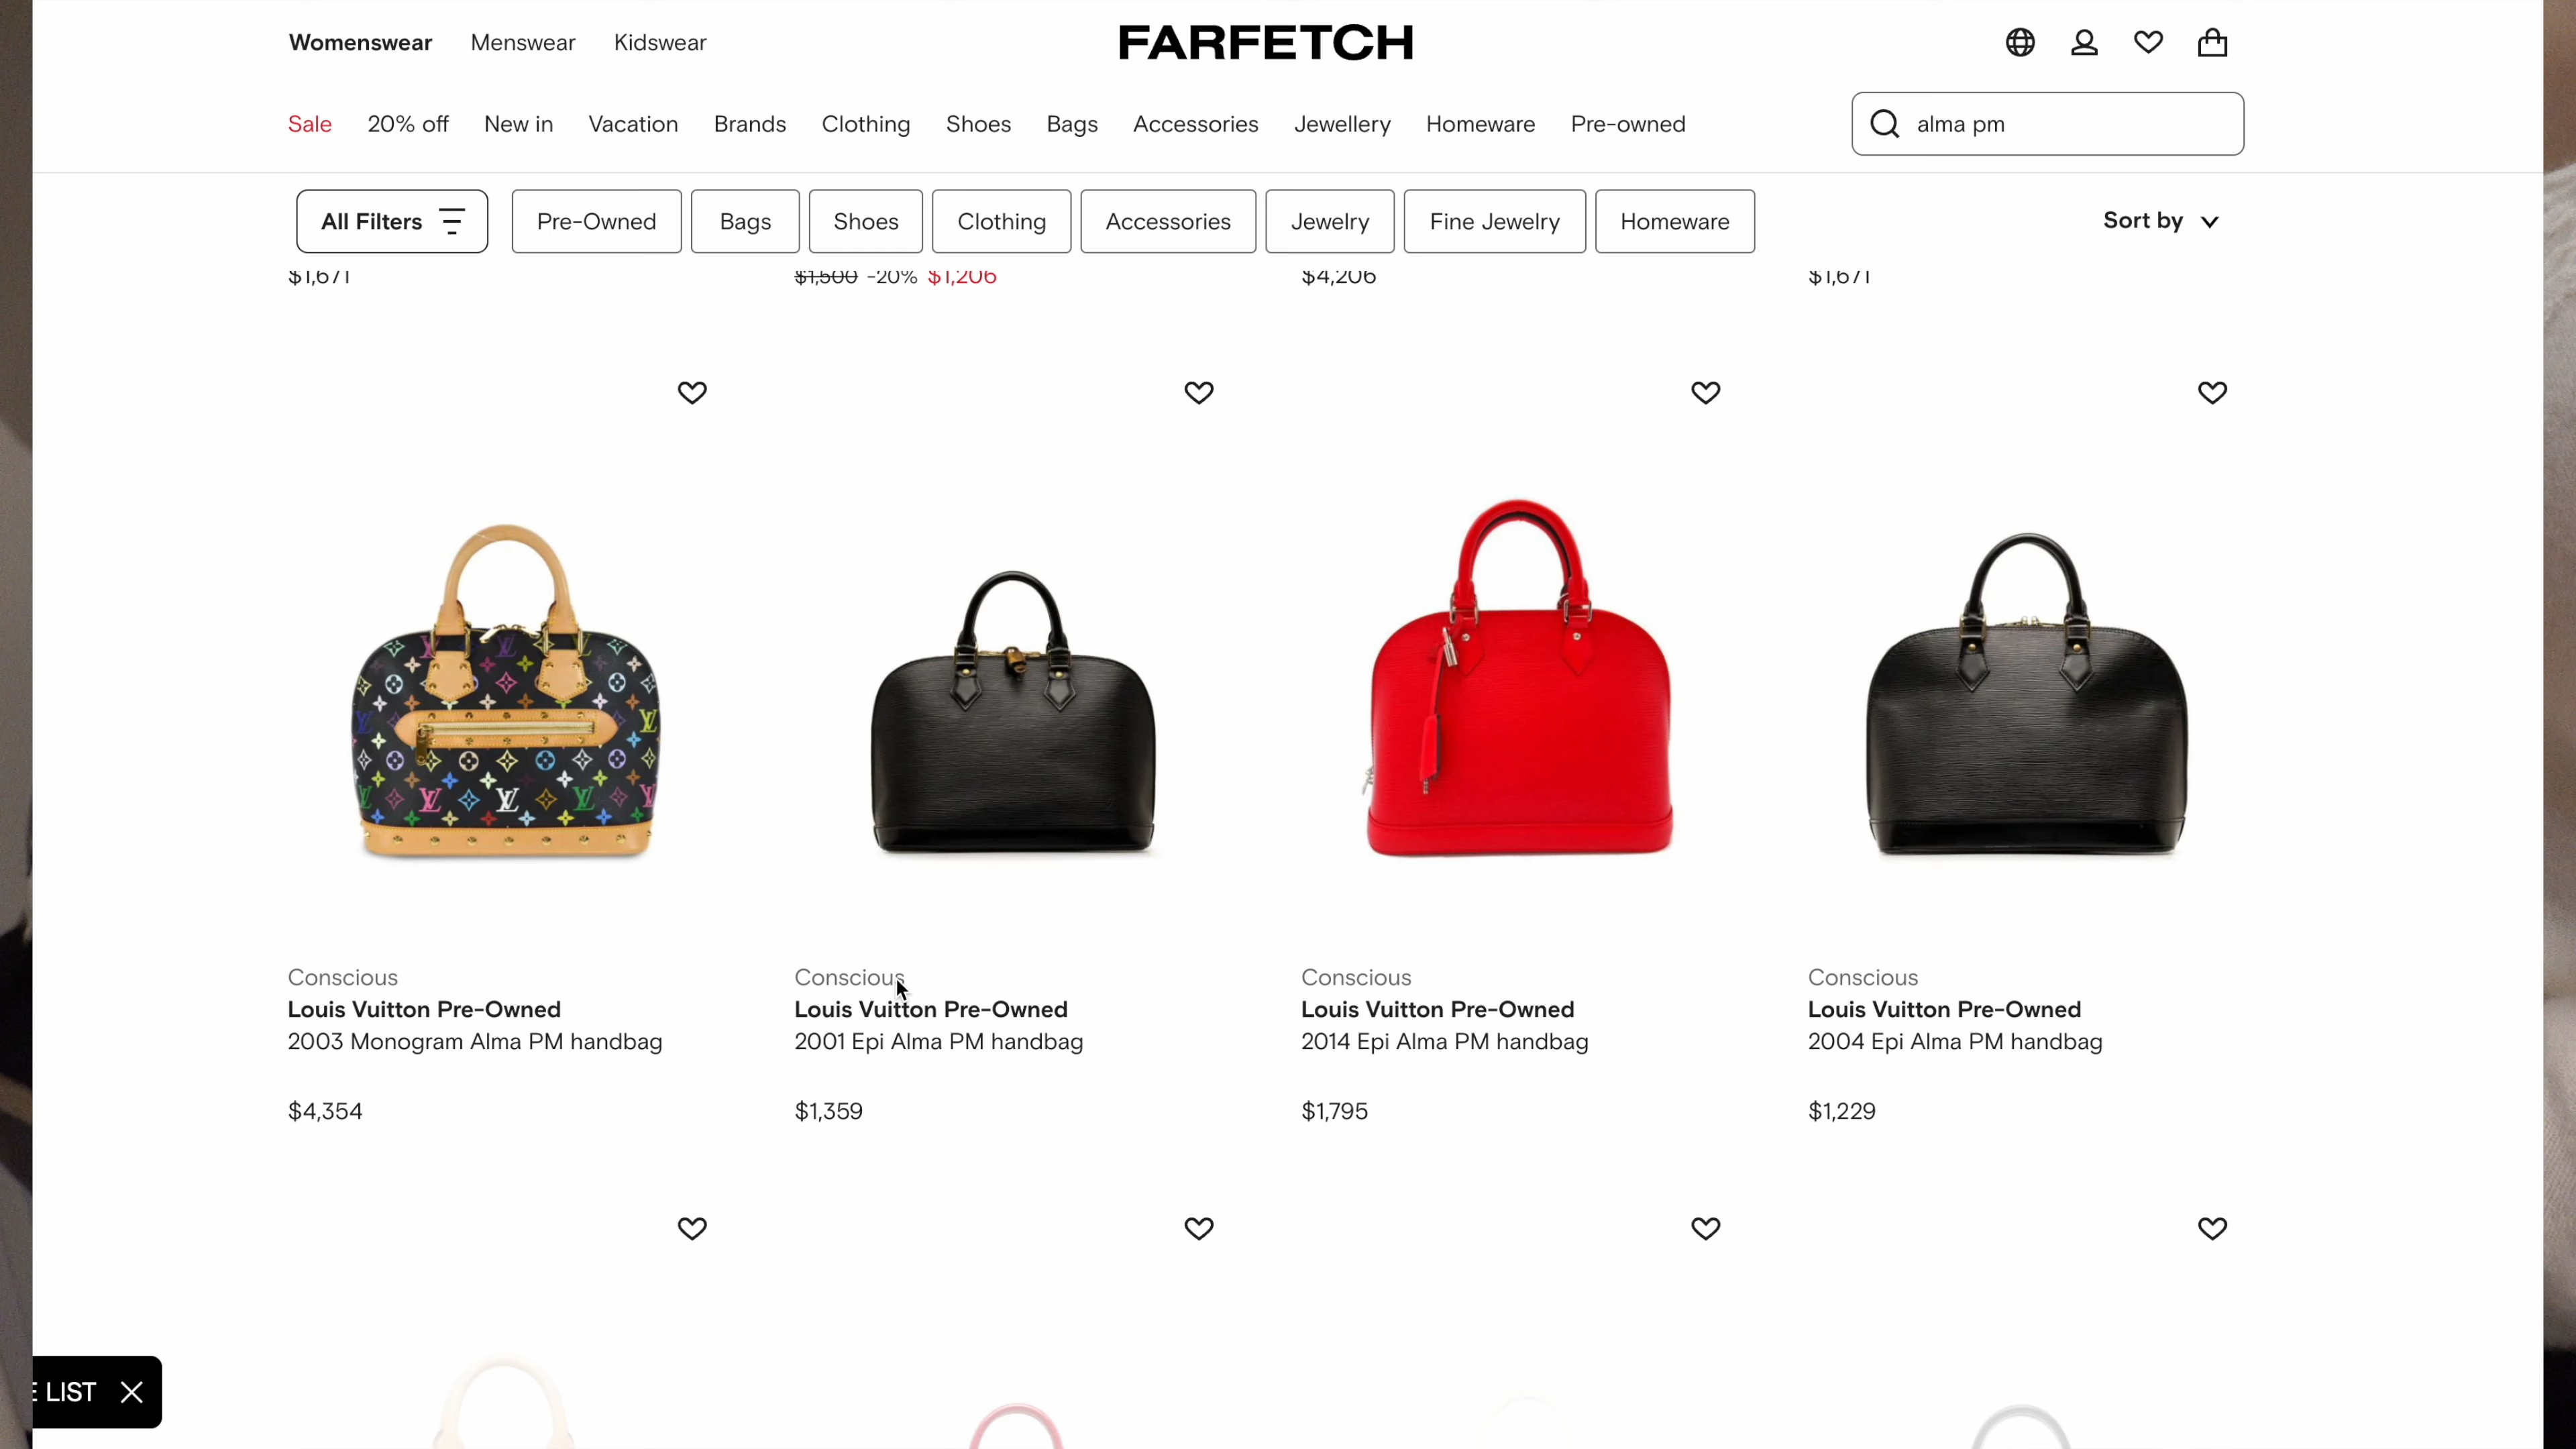 Womenswear Menswear Kidswear
FARFETCH
Sale 20% off New in Vacation Brands Clothing Shoes Bags Accessories Jewellery Homeware Pre-owned
alma pm
All Filters Pre-Owned Bags Shoes Clothing Accessories Jewelry Fine Jewelry Homeware Sort by
$1,671 $1,500 -20% $1,206 $4,206 $1,671
Conscious
Louis Vuitton Pre-Owned
2003 Monogram Alma PM handbag
$4,354
Conscious
Louis Vuitton Pre-Owned
2001 Epi Alma PM handbag
$1,359
Conscious
Louis Vuitton Pre-Owned
2014 Epi Alma PM handbag
$1,795
Conscious
Louis Vuitton Pre-Owned
2004 Epi Alma PM handbag
$1,229
LIST